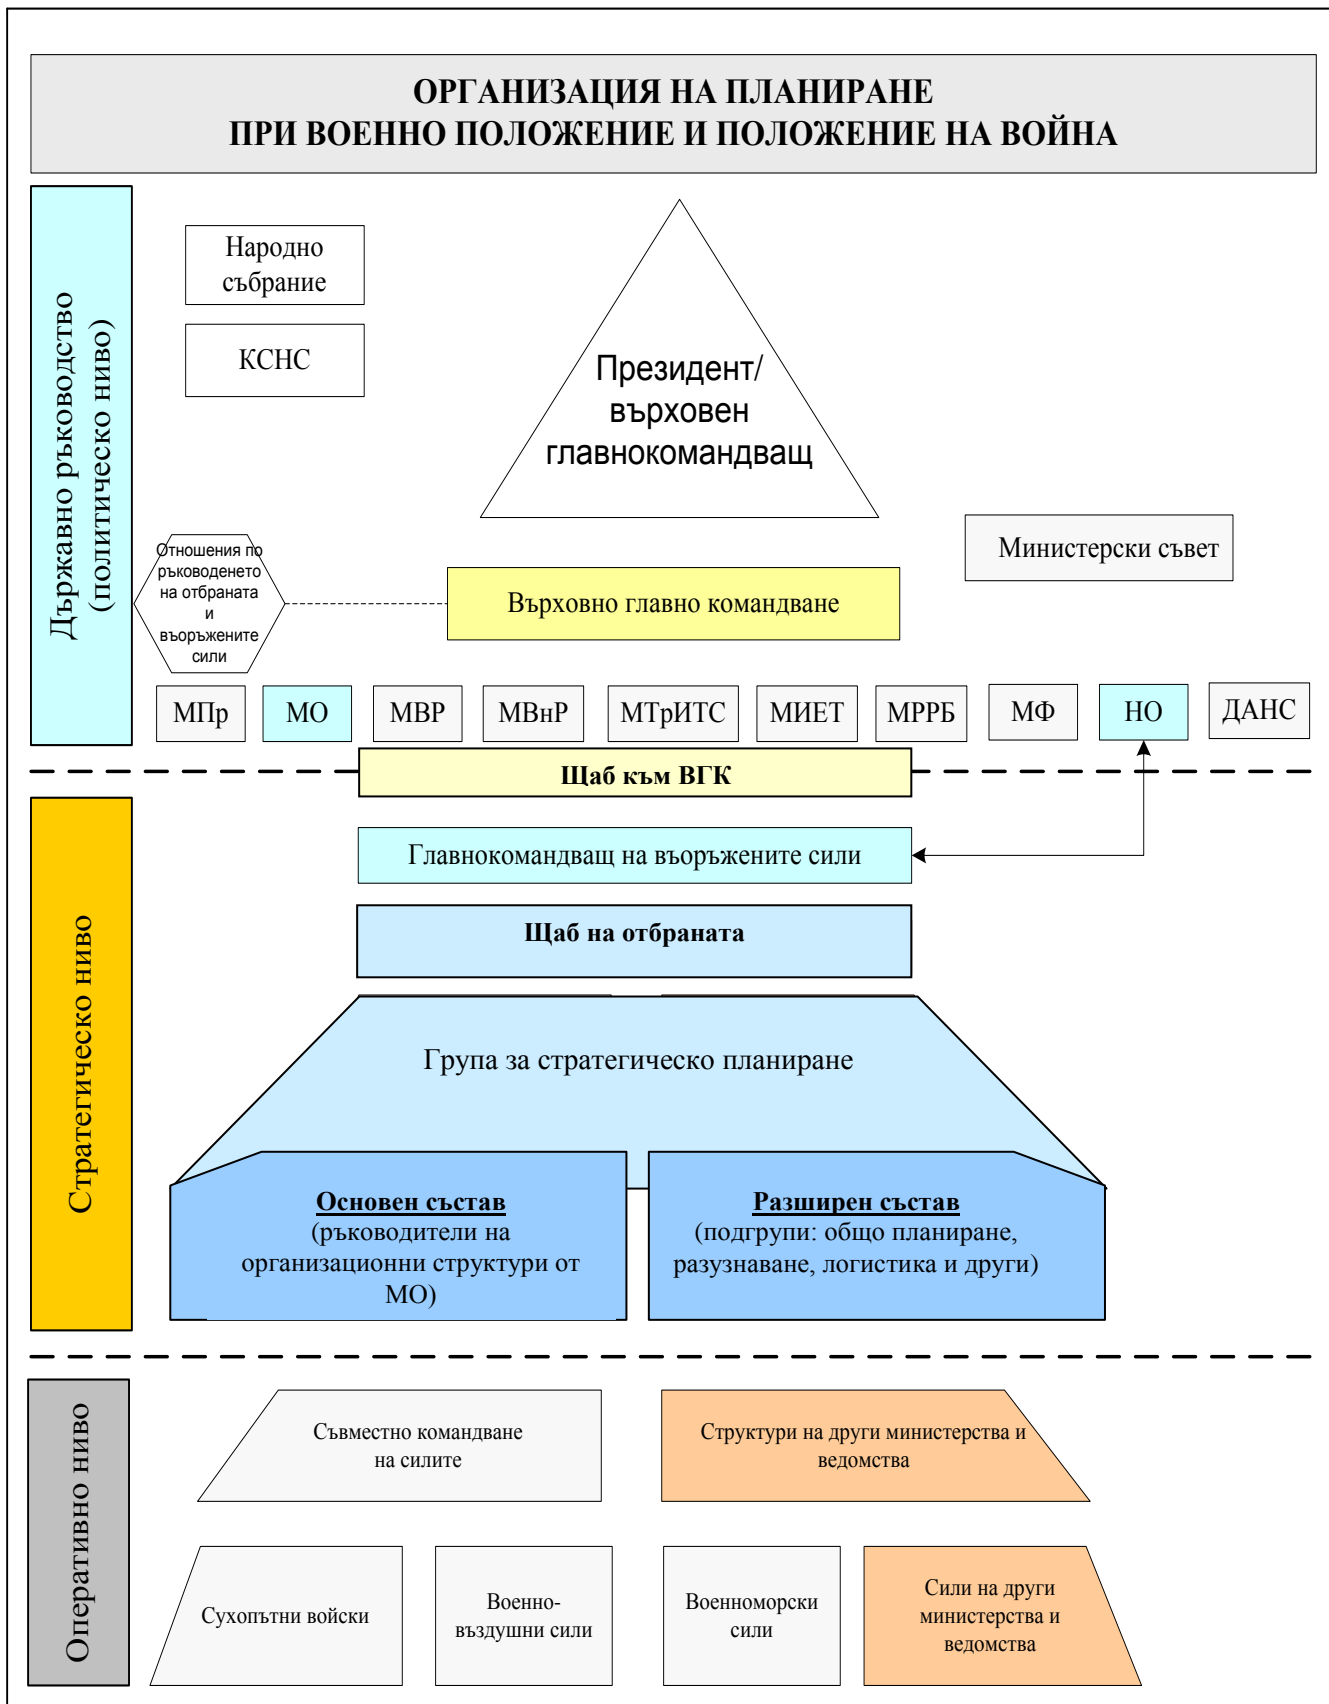 ОРГАНИЗАЦИЯ НА ПЛАНИРАНЕ
ПРИ ВОЕННО ПОЛОЖЕНИЕ И ПОЛОЖЕНИЕ НА ВОЙНА
Държавно ръководство
(политическо ниво)
Народно
събрание
КСНС
Президент/
върховен
главнокомандващ
Министерски съвет
Отношения по
ръководенето
на отбраната
и
въоръжените
сили
Върховно главно командване
МПр
МО
МВР
МВнР
МТрИТС
МИЕТ
МРРБ
МФ
НО
ДАНС
Щаб към ВГК
Стратегическо ниво
Главнокомандващ на въоръжените сили
Щаб на отбраната
Група за стратегическо планиране
Основен състав
(ръководители на
организационни структури от
МО)
Разширен състав
(подгрупи: общо планиране,
разузнаване, логистика и други)
Оперативно ниво
Съвместно командване
на силите
Структури на други министерства и
ведомства
Сухопътни войски
Военно-
въздушни сили
Военноморски
сили
Сили на други
министерства и
ведомства